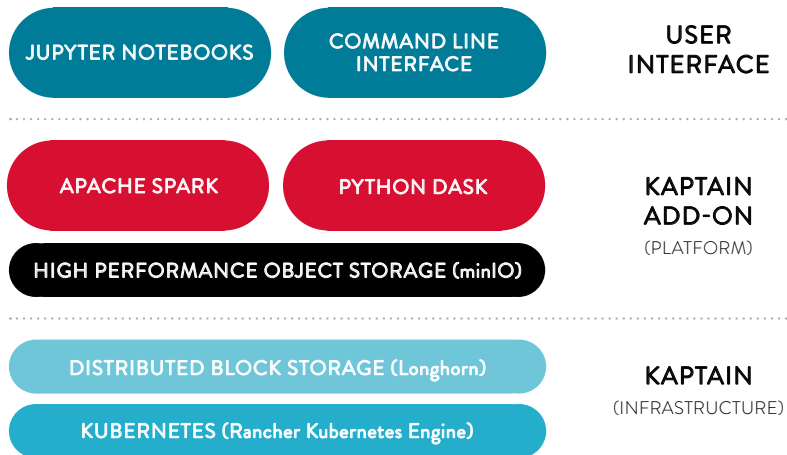 JUPYTER NOTEBOOKS
COMMAND LINE
INTERFACE
USER
INTERFACE
APACHE SPARK
PYTHON DASK
KAPTAIN
ADD-ON
(PLATFORM)
HIGH PERFORMANCE OBJECT STORAGE (minIO)
DISTRIBUTED BLOCK STORAGE (Longhorn)
KAPTAIN
(INFRASTRUCTURE)
KUBERNETES (Rancher Kubernetes Engine)